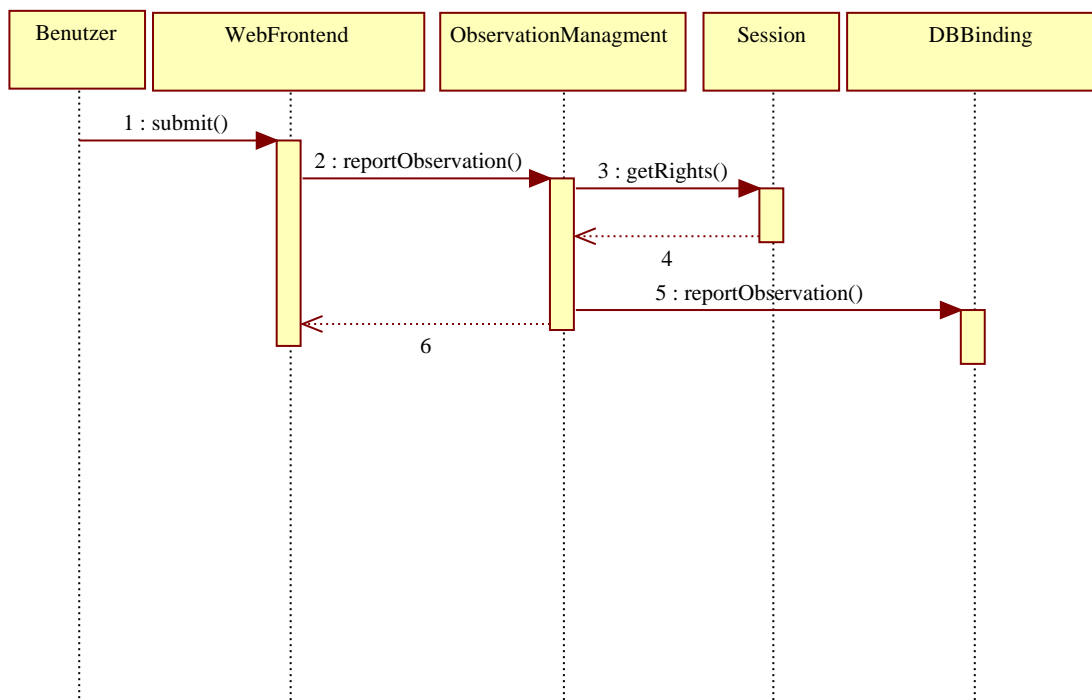 Benutzer
WebFrontend
ObservationManagment
Session
DBBinding
1 : submit()
2 : reportObservation()
3 : getRights()
4
5 : reportObservation()
6